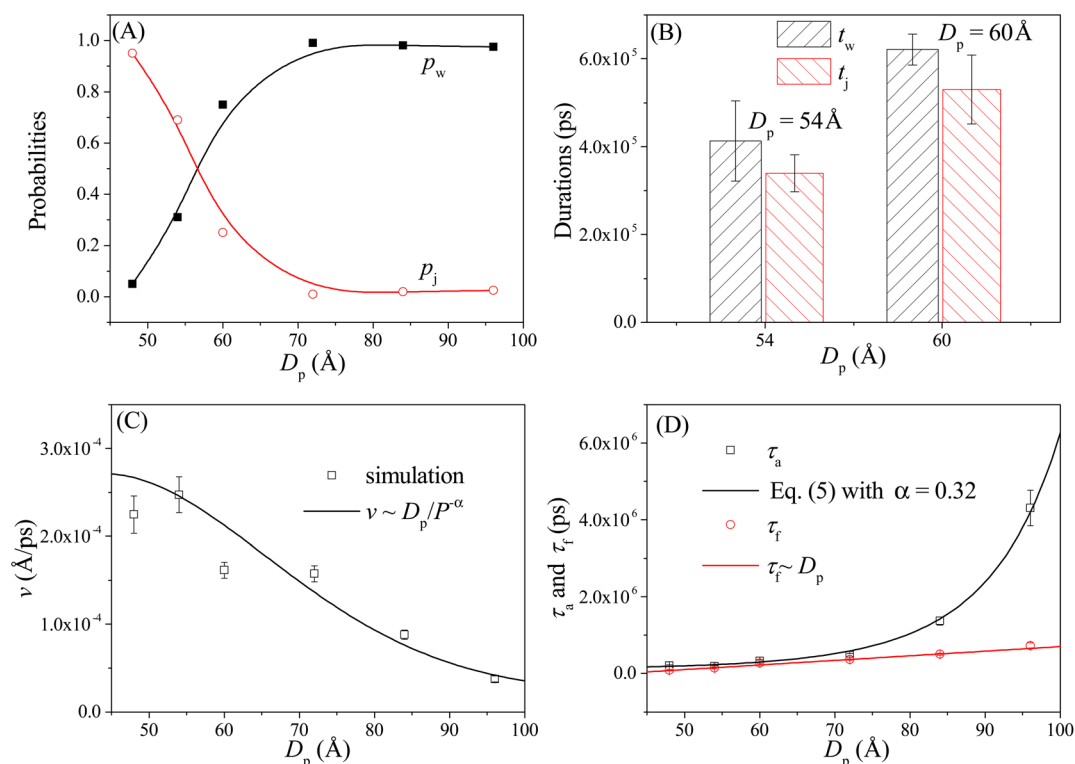 (A)
1.0
0.8
0.6
0.4
0.2
0.0
Probabilities
p_w
p_j
50 60 70 80 90 100
D_p (Å)
(B)
t_w
t_j
D_p = 60Å
D_p = 54Å
6.0x10^5
4.0x10^5
2.0x10^5
0.0
Durations (ps)
54 60
D_p (Å)
(C)
3.0x10^-4
2.0x10^-4
1.0x10^-4
0.0
v (Å/ps)
simulation
v ~ D_p/P^-α
50 60 70 80 90 100
D_p (Å)
(D)
6.0x10^6
4.0x10^6
2.0x10^6
0.0
τ_a and τ_f (ps)
τ_a
Eq. (5) with α = 0.32
τ_f
τ_f~ D_p
50 60 70 80 90 100
D_p (Å)